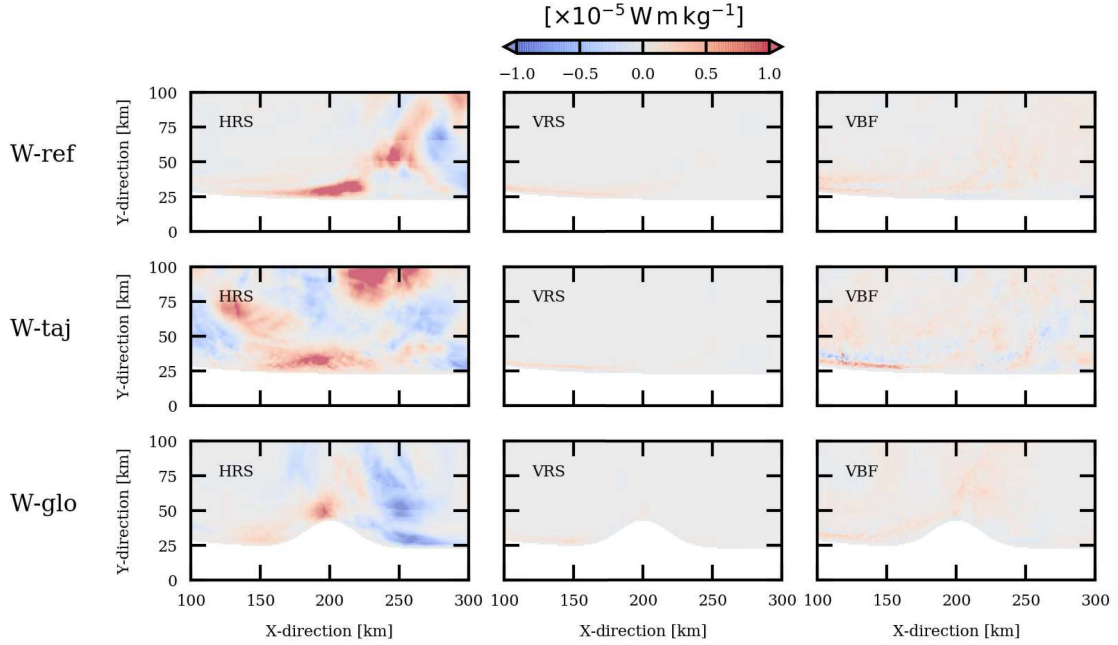 [×10⁻⁵ W m kg⁻¹]
−1.0 −0.5 0.0 0.5 1.0
W-ref
Y-direction [km]
100
75
50
25
0
HRS
VRS
VBF
W-taj
Y-direction [km]
100
75
50
25
0
HRS
VRS
VBF
W-glo
Y-direction [km]
100
75
50
25
0
HRS
VRS
VBF
100 150 200 250 300 100 150 200 250 300 100 150 200 250 300
X-direction [km] X-direction [km] X-direction [km]